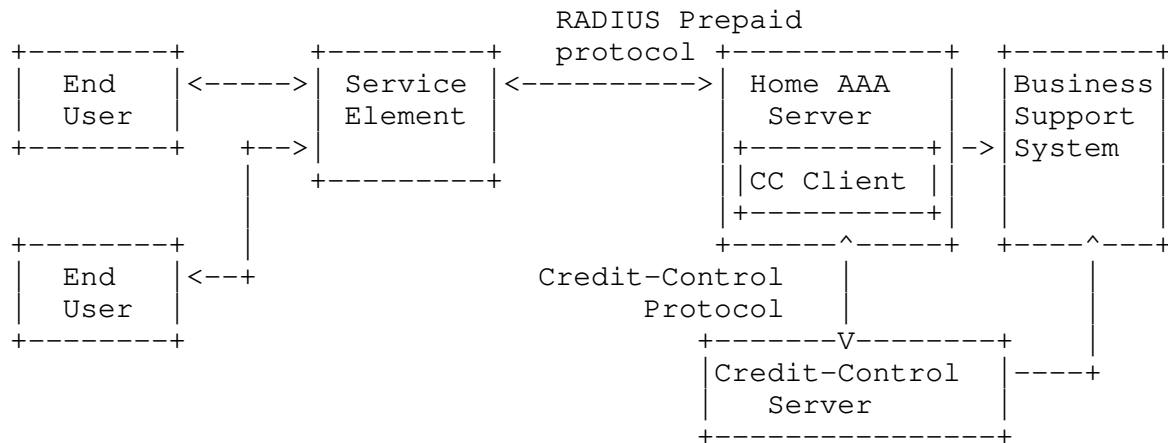 RADIUS Prepaid
protocol
End Service Home AAA Business
User Element Server Support
System
CC Client
End Credit-Control
User Protocol
Credit-Control
Server